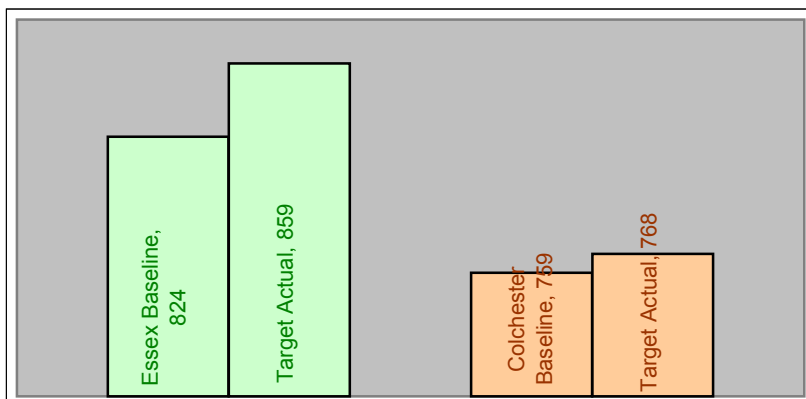 Essex Baseline,
824
Target Actual, 859
Colchester
Baseline, 759
Target Actual, 768